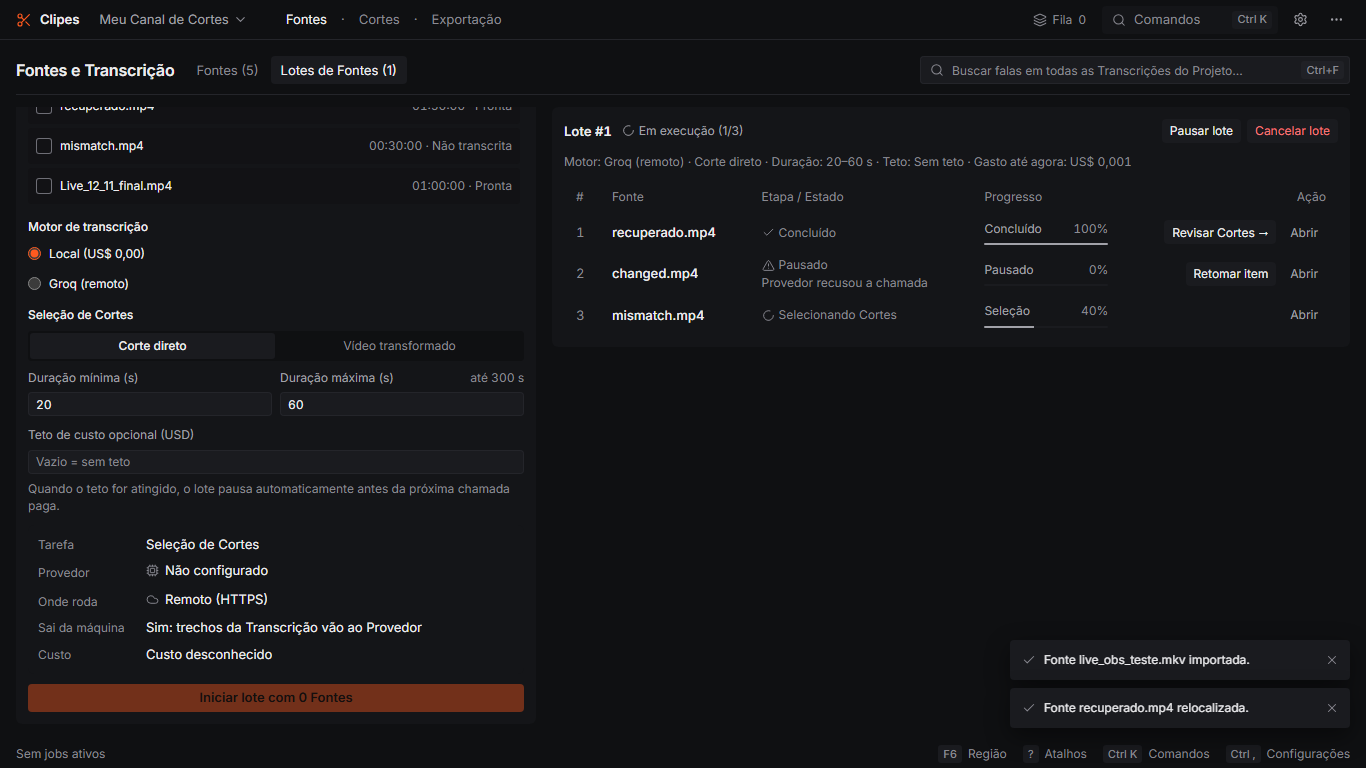 Clipes
Meu Canal de Cortes
Fontes · Cortes · Exportação
Fila 0
Comandos Ctrl K
Fontes e Transcrição
Fontes (5)
Lotes de Fontes (1)
Buscar falas em todas as Transcrições do Projeto... Ctrl+F
recuperado.mp4 01:30:00 · Pronta
mismatch.mp4 00:30:00 · Não transcrita
Live_12_11_final.mp4 01:00:00 · Pronta
Motor de transcrição
Local (US$ 0,00)
Groq (remoto)
Seleção de Cortes
Corte direto Vídeo transformado
Duração mínima (s) Duração máxima (s) até 300 s
20 60
Teto de custo opcional (USD)
Vazio = sem teto
Quando o teto for atingido, o lote pausa automaticamente antes da próxima chamada
paga.
Tarefa Seleção de Cortes
Provedor Não configurado
Onde roda Remoto (HTTPS)
Sai da máquina Sim: trechos da Transcrição vão ao Provedor
Custo Custo desconhecido
Iniciar lote com 0 Fontes
Lote #1 Em execução (1/3) Pausar lote Cancelar lote
Motor: Groq (remoto) · Corte direto · Duração: 20–60 s · Teto: Sem teto · Gasto até agora: US$ 0,001
# Fonte Etapa / Estado Progresso Ação
1 recuperado.mp4 Concluído Concluído 100% Revisar Cortes → Abrir
2 changed.mp4 Pausado Pausado 0% Retomar item Abrir
Provedor recusou a chamada
3 mismatch.mp4 Selecionando Cortes Seleção 40% Abrir
Fonte live_obs_teste.mkv importada.
Fonte recuperado.mp4 relocalizada.
Sem jobs ativos
F6 Região ? Atalhos Ctrl K Comandos Ctrl , Configurações